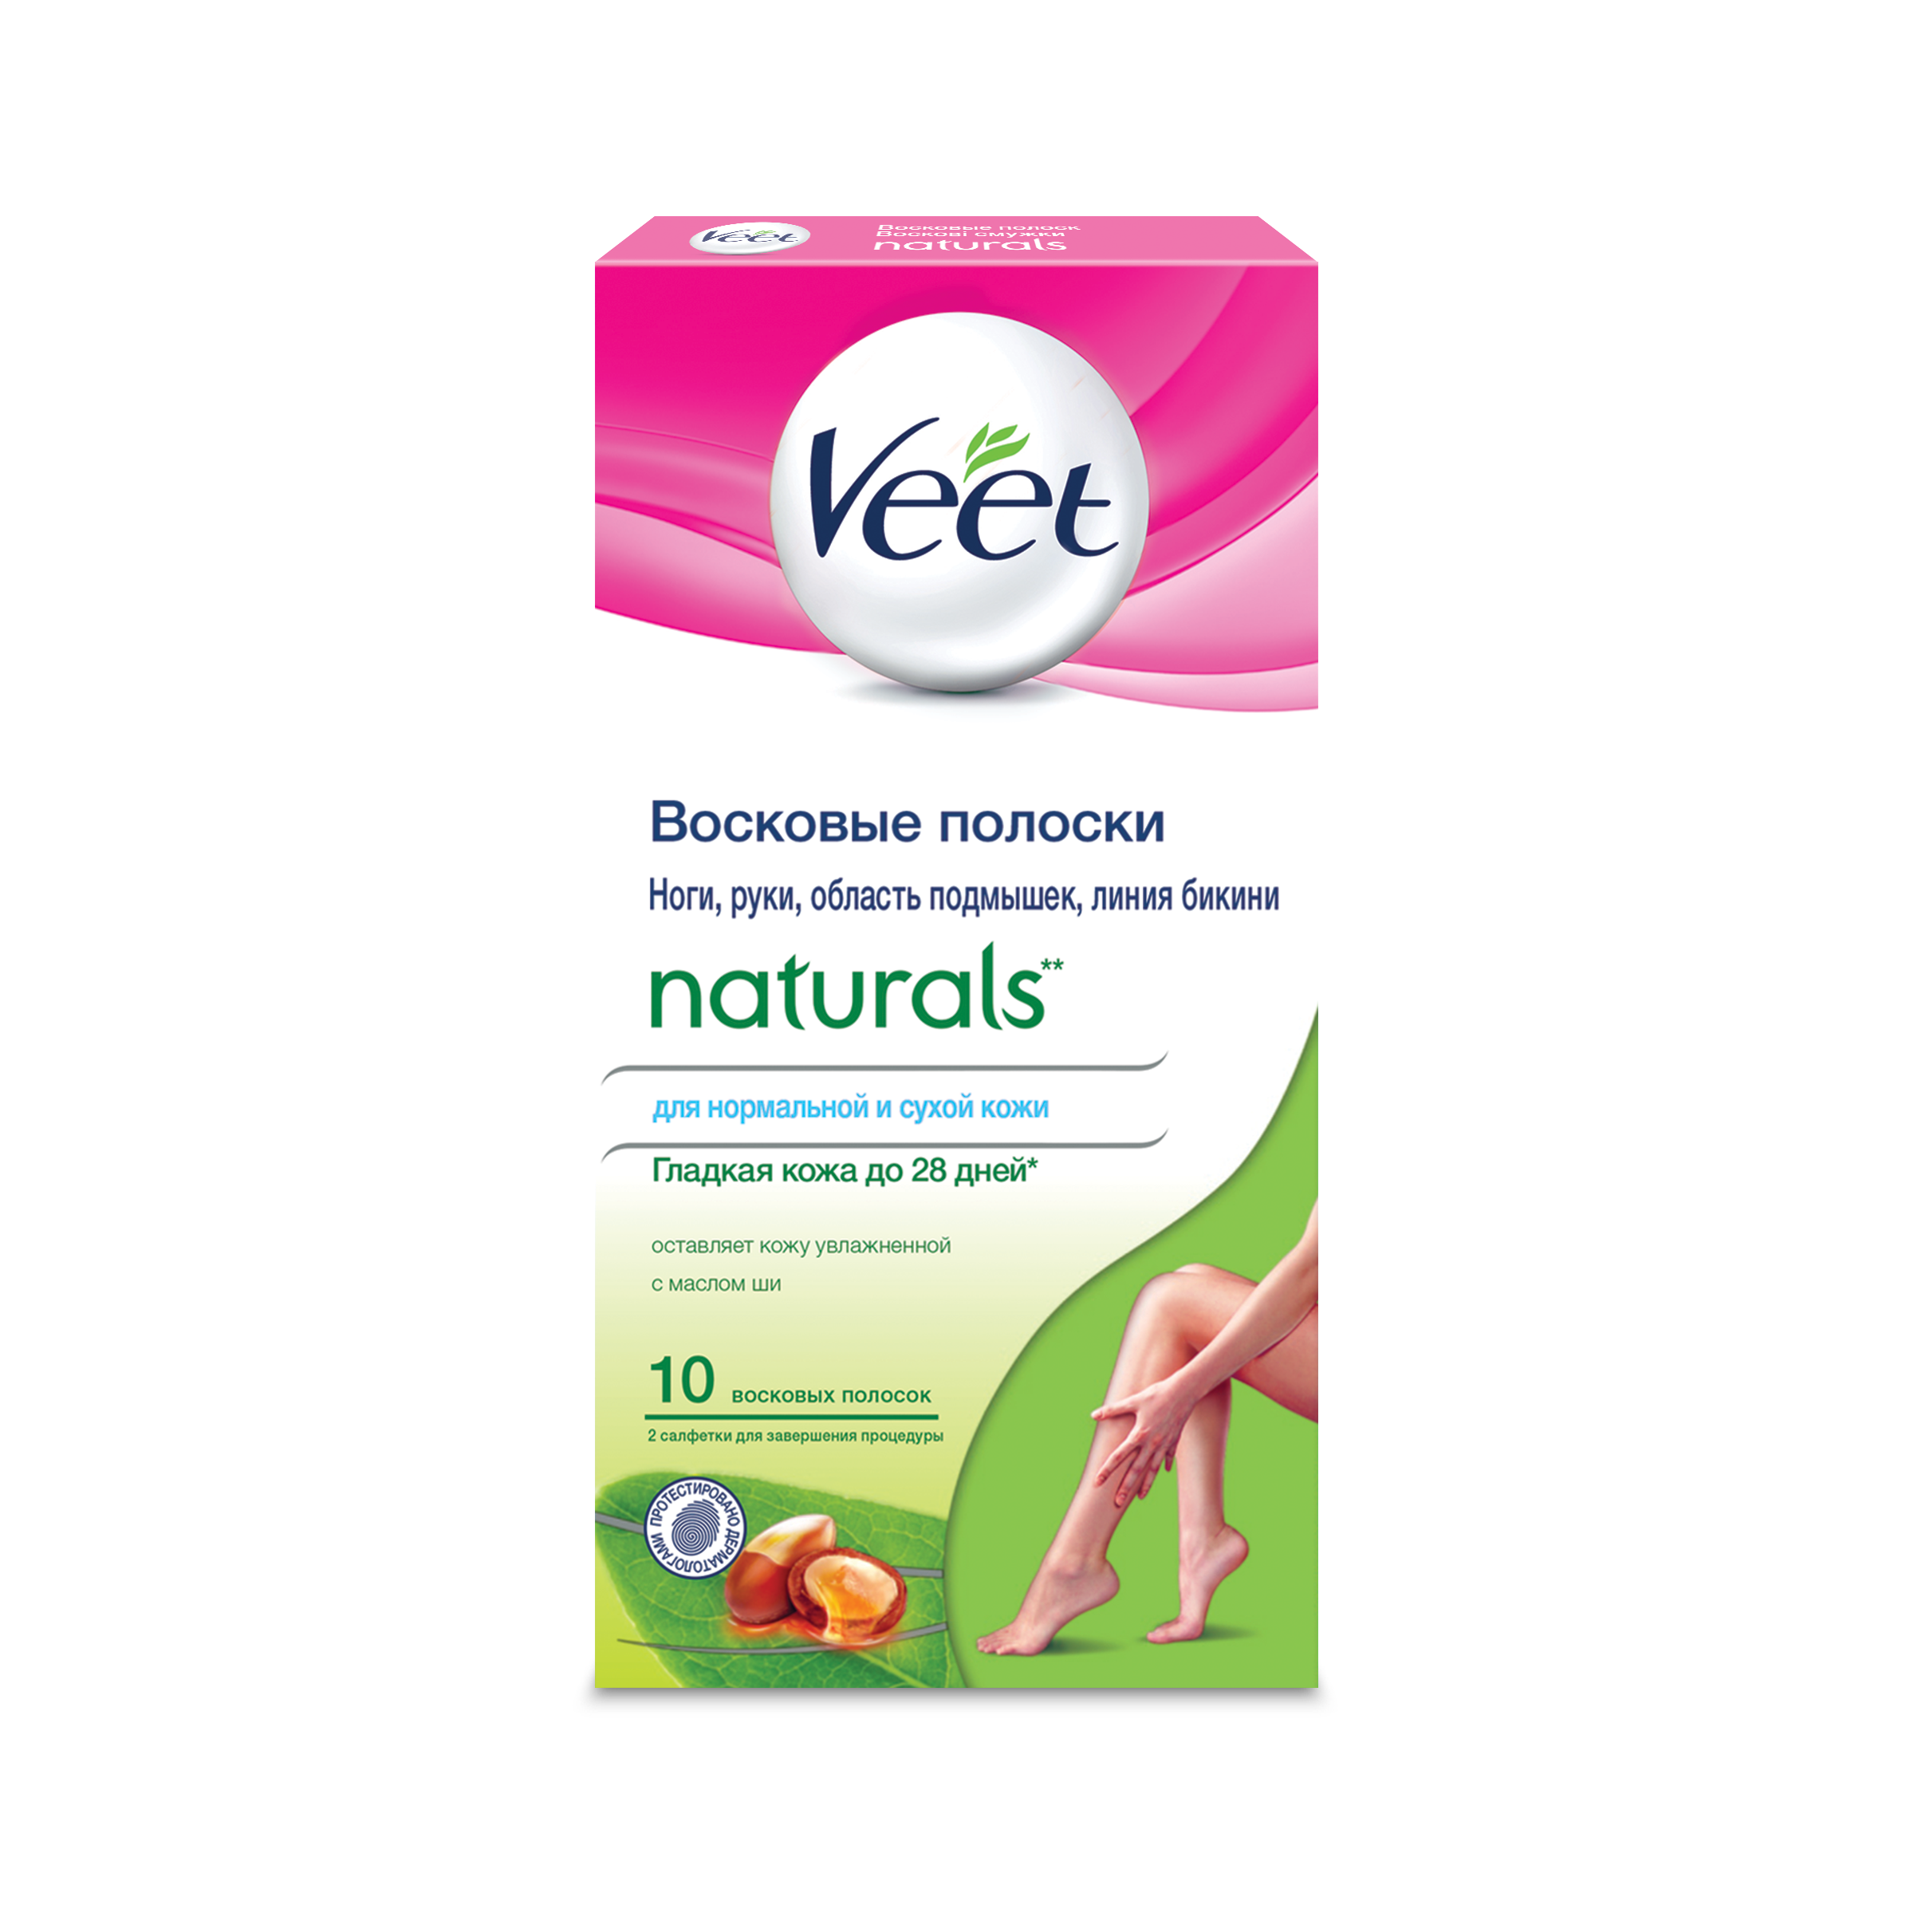 Veet
Восковые полоск
Воскові смужки
naturals
Veet
Восковые полоски
Ноги, руки, область подмышек, линия бикини
naturals**
для нормальной и сухой кожи
Гладкая кожа до 28 дней*
оставляет кожу увлажненной
с маслом ши
10 восковых полосок
2 салфетки для завершения процедуры
ПРОТЕСТИРОВАНО ДЕРМАТОЛОГАМИ